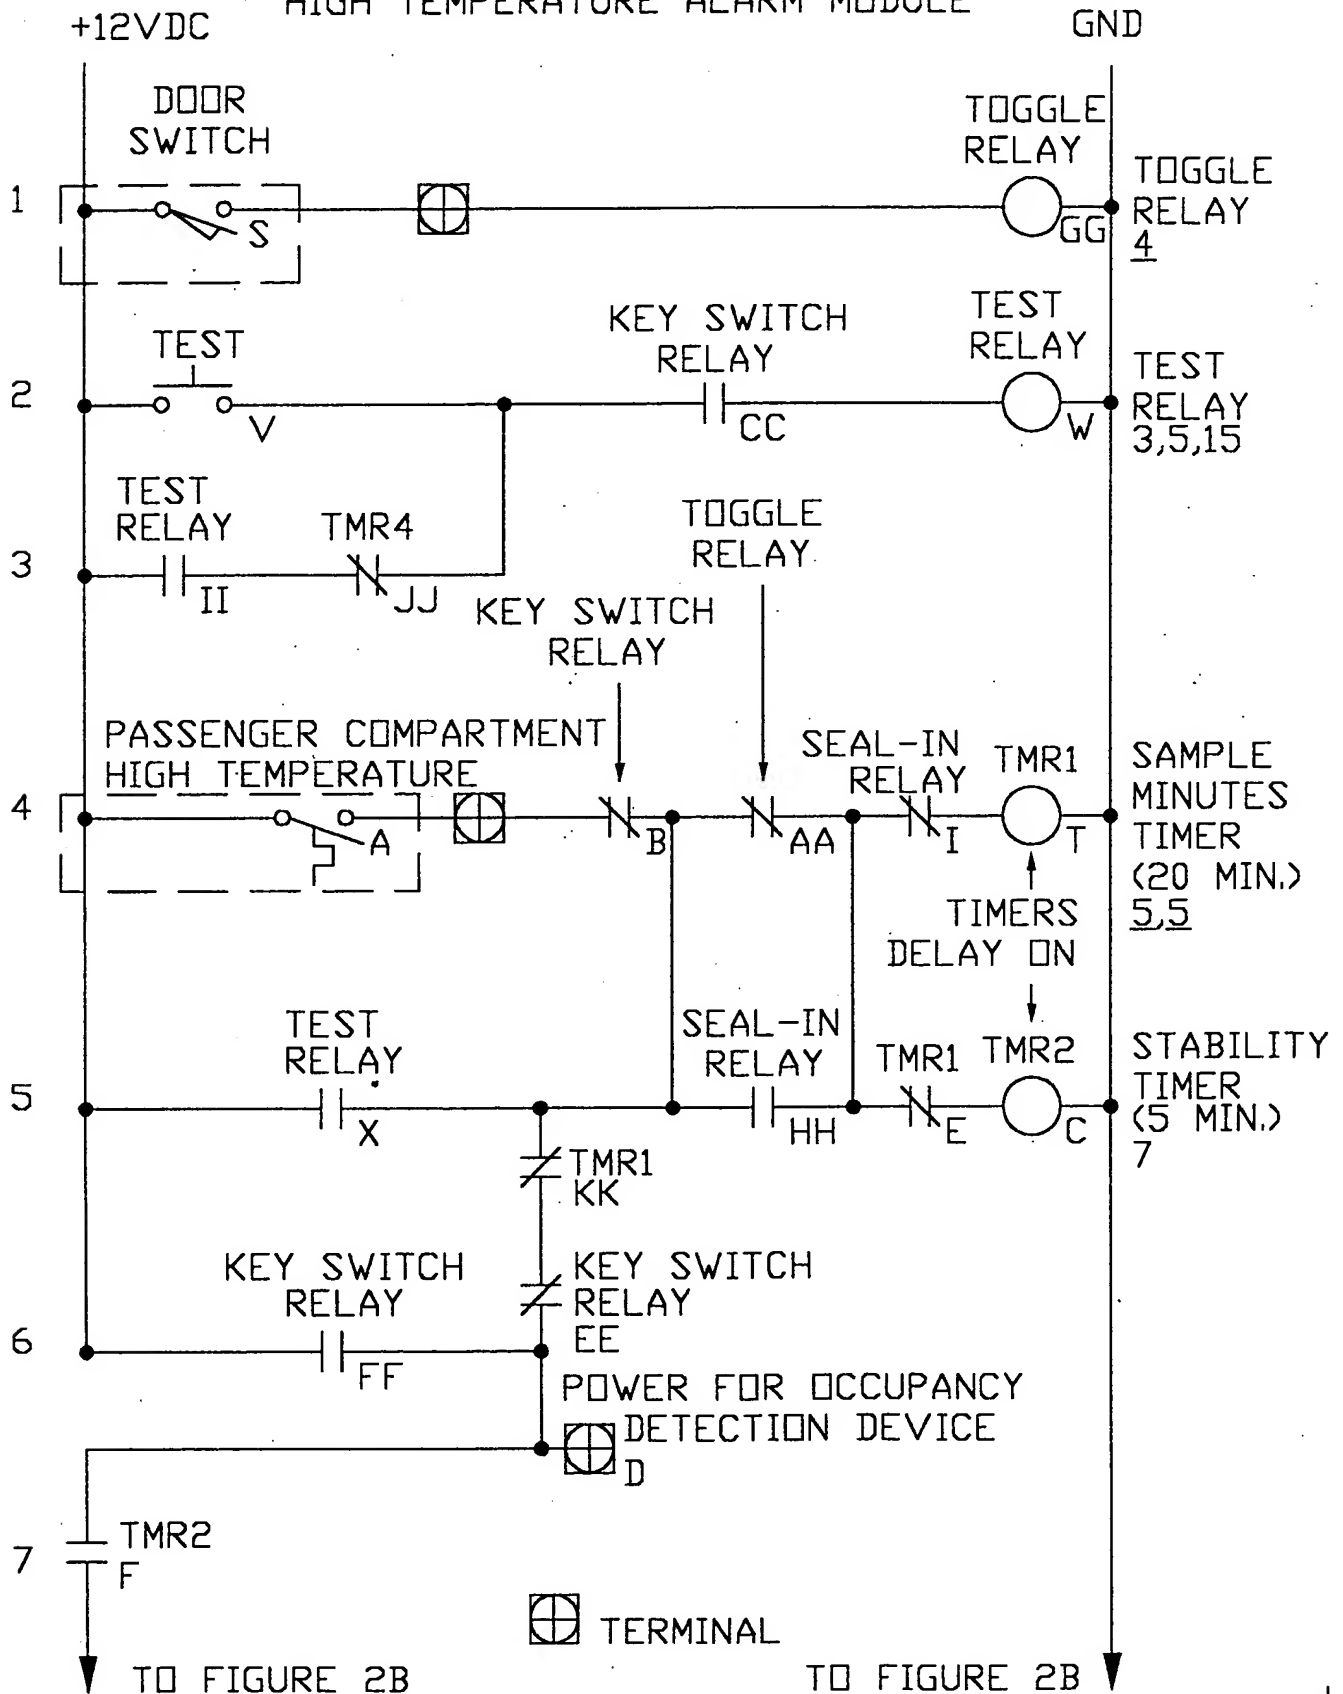 HIGH TEMPERATURE ALARM MODULE
+12VDC
GND
DOOR
SWITCH
TOGGLE
RELAY
1
S
GG
TOGGLE
RELAY
4
TEST
KEY SWITCH
RELAY
TEST
RELAY
2
V
CC
W
TEST
RELAY
3,5,15
TEST
RELAY
TMR4
TOGGLE
RELAY
3
II
JJ
KEY SWITCH
RELAY
PASSENGER COMPARTMENT
HIGH TEMPERATURE
SEAL-IN
RELAY
TMR1
4
A
B
AA
I
T
SAMPLE
MINUTES
TIMER
(20 MIN.)
5,5
TIMERS
DELAY ON
TEST
RELAY
SEAL-IN
RELAY
TMR1
TMR2
5
X
HH
E
C
STABILITY
TIMER
(5 MIN.)
7
TMR1
KK
KEY SWITCH
RELAY
KEY SWITCH
RELAY
EE
6
FF
POWER FOR OCCUPANCY
DETECTION DEVICE
D
7
TMR2
F
TERMINAL
TO FIGURE 2B
TO FIGURE 2B